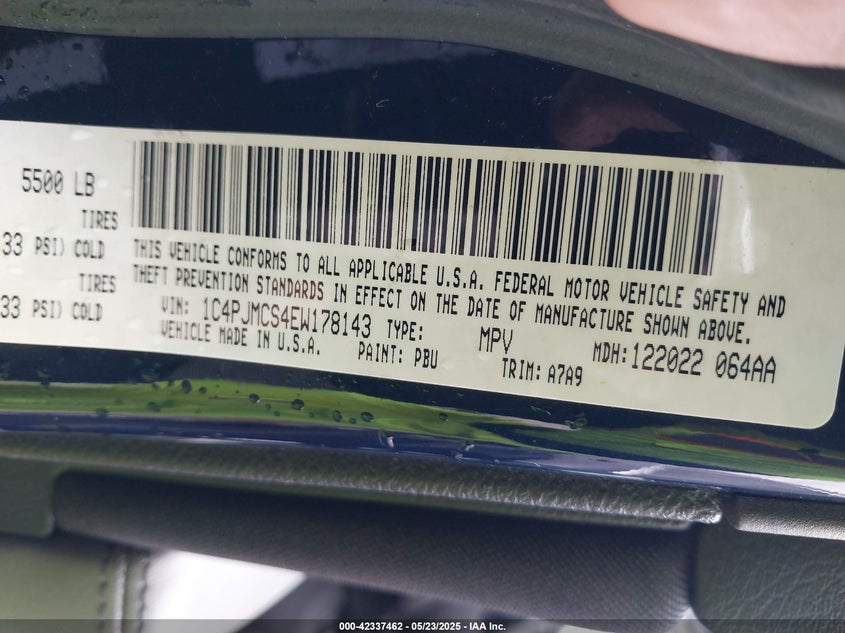 5500 LB
TIRES
33 PSI) COLD
TIRES
33 PSI) COLD
THIS VEHICLE CONFORMS TO ALL APPLICABLE U.S.A. FEDERAL MOTOR VEHICLE SAFETY AND
THEFT PREVENTION STANDARDS IN EFFECT ON THE DATE OF MANUFACTURE SHOWN ABOVE.
VIN: 1C4PJMCS4EW178143 TYPE: MPV MDH:122022 064AA
VEHICLE MADE IN U.S.A. PAINT: PBU TRIM: A7A9
000-42337462 - 05/23/2025 - IAA Inc.